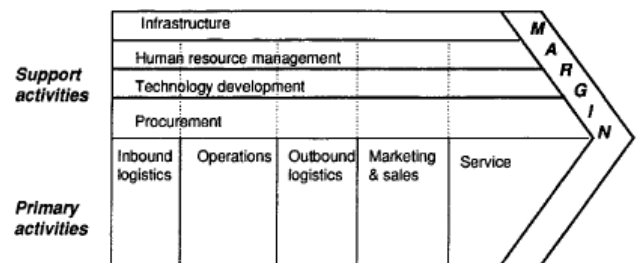 Infrastructure
Human resource management
Technology development
Procurement
Support
activities
MARGIN
Inbound
logistics
Operations
Outbound
logistics
Marketing
& sales
Service
Primary
activities